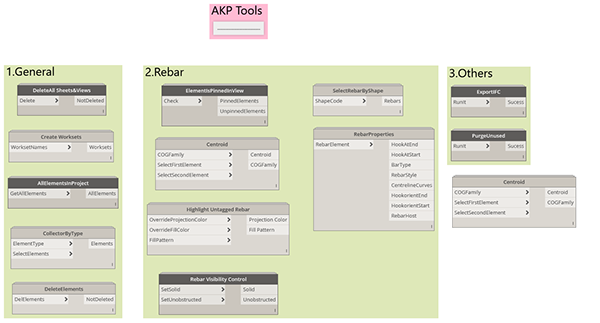 AKP Tools
1.General
DeleteAll Sheets&Views
Delete > NotDeleted
Create Worksets
WorksetNames > Worksets
AllElementsInProject
GetAllElements > AllElements
CollectorByType
ElementType > Elements
SelectElements >
DeleteElements
DelElements > NotDeleted
2.Rebar
ElementIsPinnedInView
Check > PinnedElements
UnpinnedElements
Centroid
COGFamily > Centroid
SelectFirstElement > COGFamily
SelectSecondElement >
Highlight Untagged Rebar
OverrideProjectionColor > Projection Color
OverrideFillColor > Fill Pattern
FillPattern >
Rebar Visibility Control
SetSolid > Solid
SetUnobstructed > Unobstructed
SelectRebarByShape
ShapeCode > Rebars
RebarProperties
RebarElement > HookAtEnd
HookAtStart
BarType
RebarStyle
CentrelineCurves
HookorientEnd
HookorientStart
RebarHost
3.Others
ExportIFC
RunIt > Sucess
PurgeUnused
RunIt > Sucess
Centroid
COGFamily > Centroid
SelectFirstElement > COGFamily
SelectSecondElement >